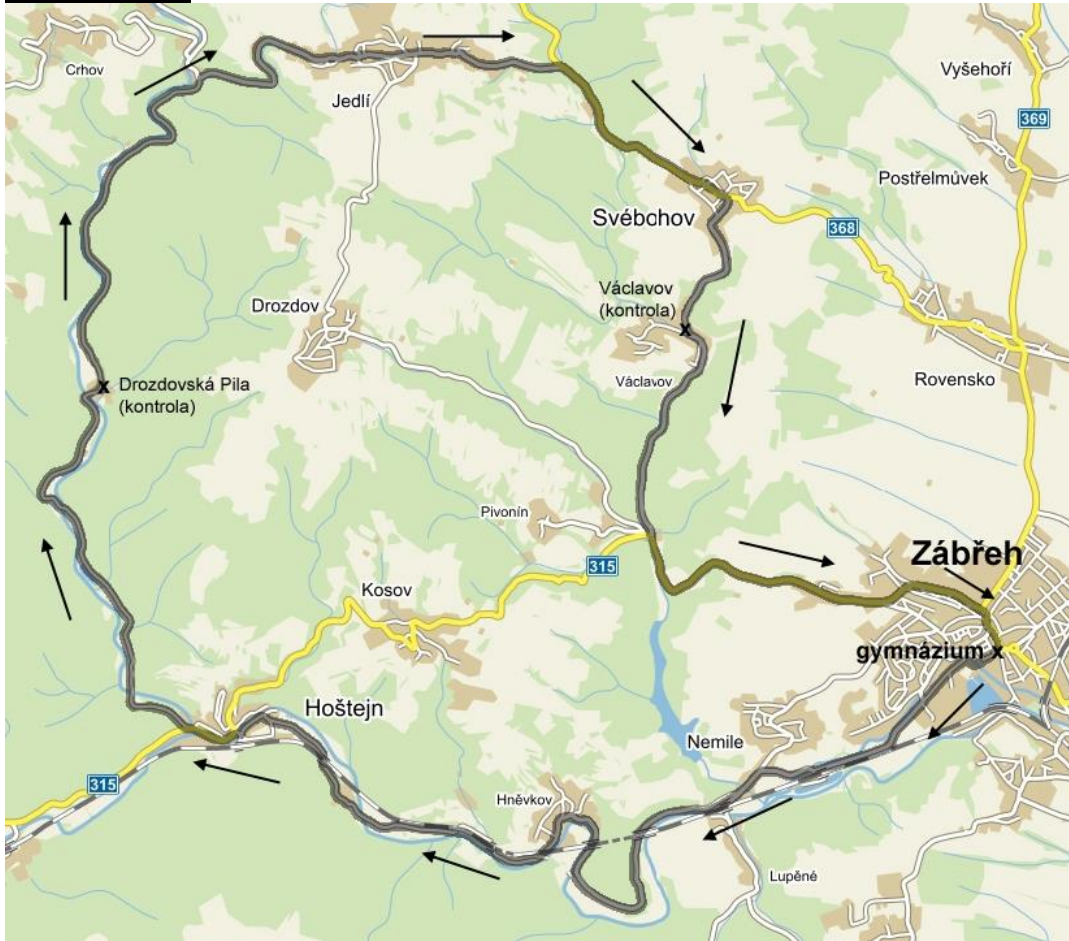 Crhov
Jedlí
Vyšehoří
369
Postřelmůvek
Svébohov
368
Václavov
(kontrola)
Drozdov
Václavov
Rovensko
x Drozdovská Pila
(kontrola)
x
Pivonín
315
Zábřeh
Kosov
gymnázium x
Hoštejn
Nemile
315
Hněvkov
Lupěné